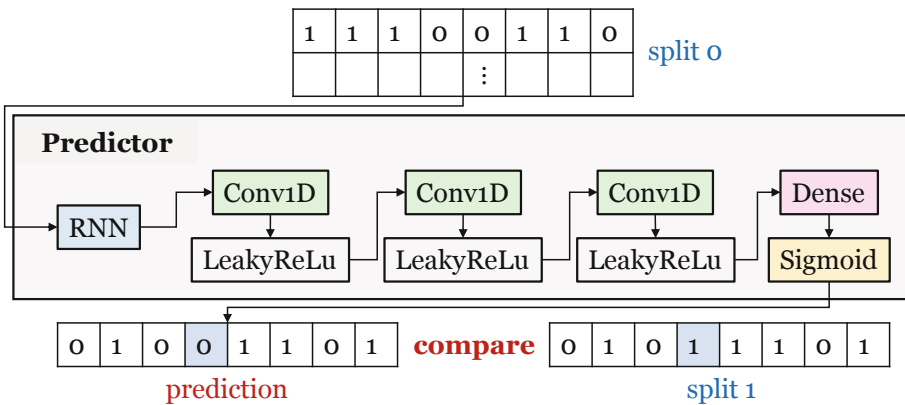 1 1 1 0 0 1 1 0
split 0
⋮
Predictor
Conv1D Conv1D Conv1D Dense
RNN
LeakyReLu LeakyReLu LeakyReLu Sigmoid
0 1 0 0 1 1 0 1 compare 0 1 0 1 1 1 0 1
prediction split 1